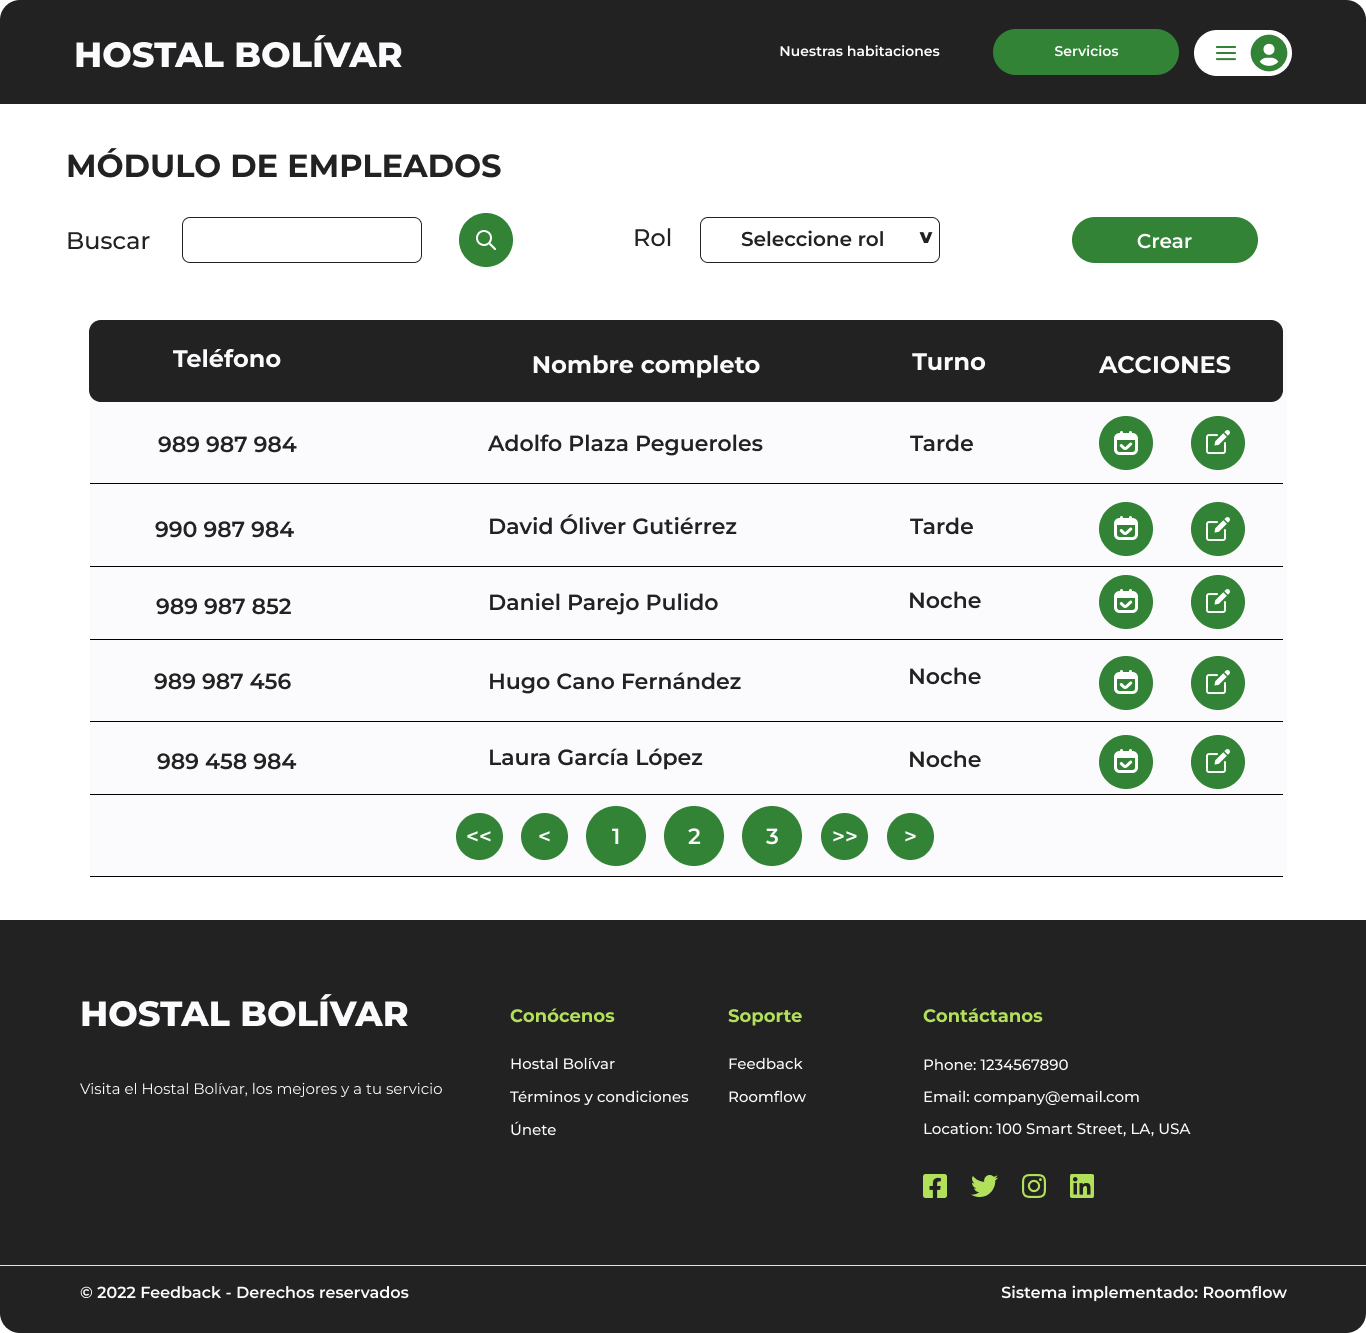 HOSTAL BOLÍVAR
Nuestras habitaciones
Servicios
MÓDULO DE EMPLEADOS
Buscar
Rol
Seleccione rol v
Crear
Teléfono Nombre completo Turno ACCIONES
989 987 984 Adolfo Plaza Pegueroles Tarde
990 987 984 David Óliver Gutiérrez Tarde
989 987 852 Daniel Parejo Pulido Noche
989 987 456 Hugo Cano Fernández Noche
989 458 984 Laura García López Noche
<< < 1 2 3 >> >
HOSTAL BOLÍVAR
Visita el Hostal Bolívar, los mejores y a tu servicio
Conócenos
Hostal Bolívar
Términos y condiciones
Únete
Soporte
Feedback
Roomflow
Contáctanos
Phone: 1234567890
Email: company@email.com
Location: 100 Smart Street, LA, USA
© 2022 Feedback - Derechos reservados
Sistema implementado: Roomflow